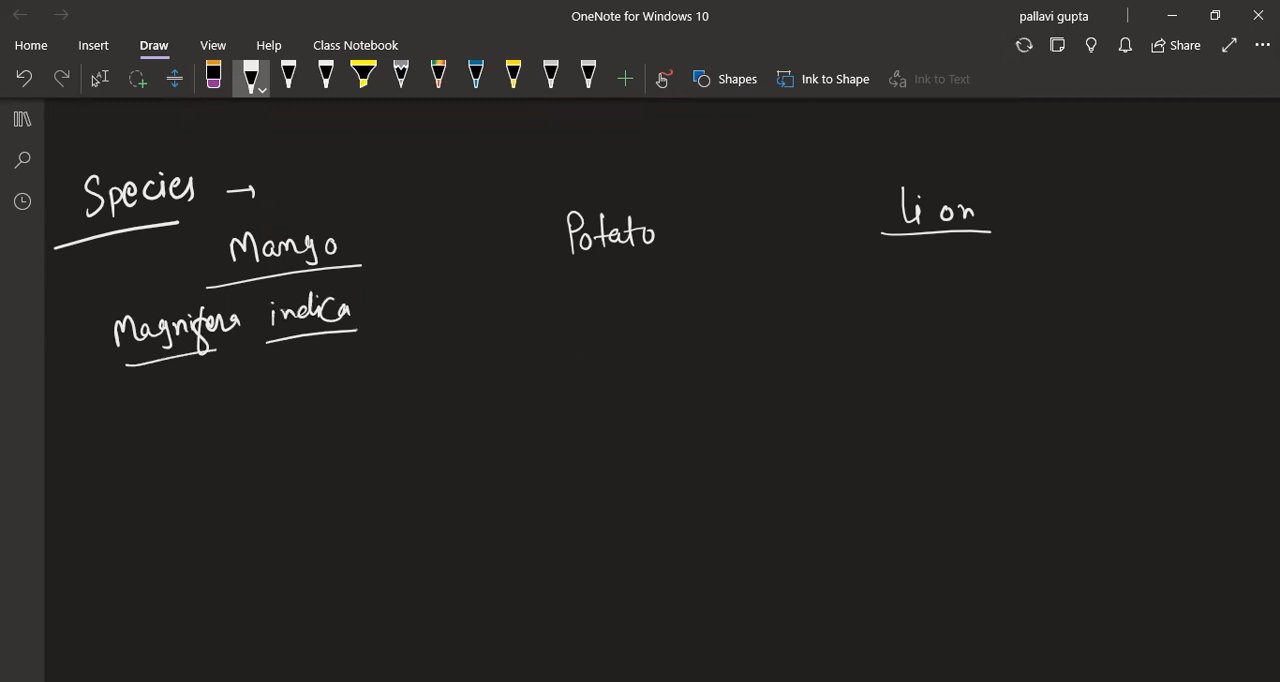 OneNote for Windows 10
pallavi gupta
Home Insert Draw View Help Class Notebook
Share
Shapes Ink to Shape Ink to Text
Species →
Mango Potato Lion
Magnifera indica